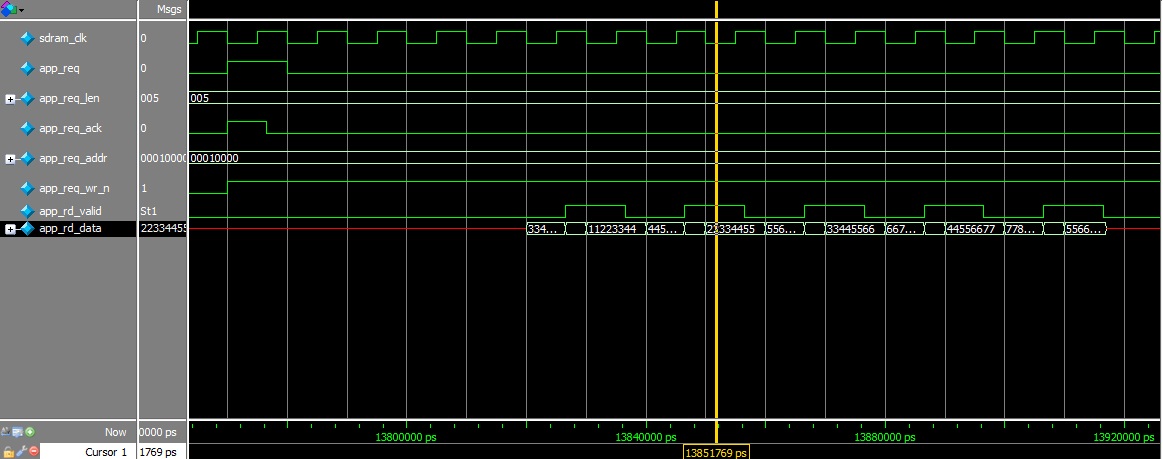 Msgs
sdram_clk 0
app_req 0
app_req_len 005 005
app_req_ack 0
app_req_addr 00010000 00010000
app_req_wr_n 1
app_rd_valid St1
app_rd_data 22334455 334... 11223344 445... 22334455 556... 33445566 667... 44556677 778... 5566...
Now 0000 ps 13800000 ps 13840000 ps 13880000 ps 13920000 ps
Cursor 1 1769 ps 13851769 ps